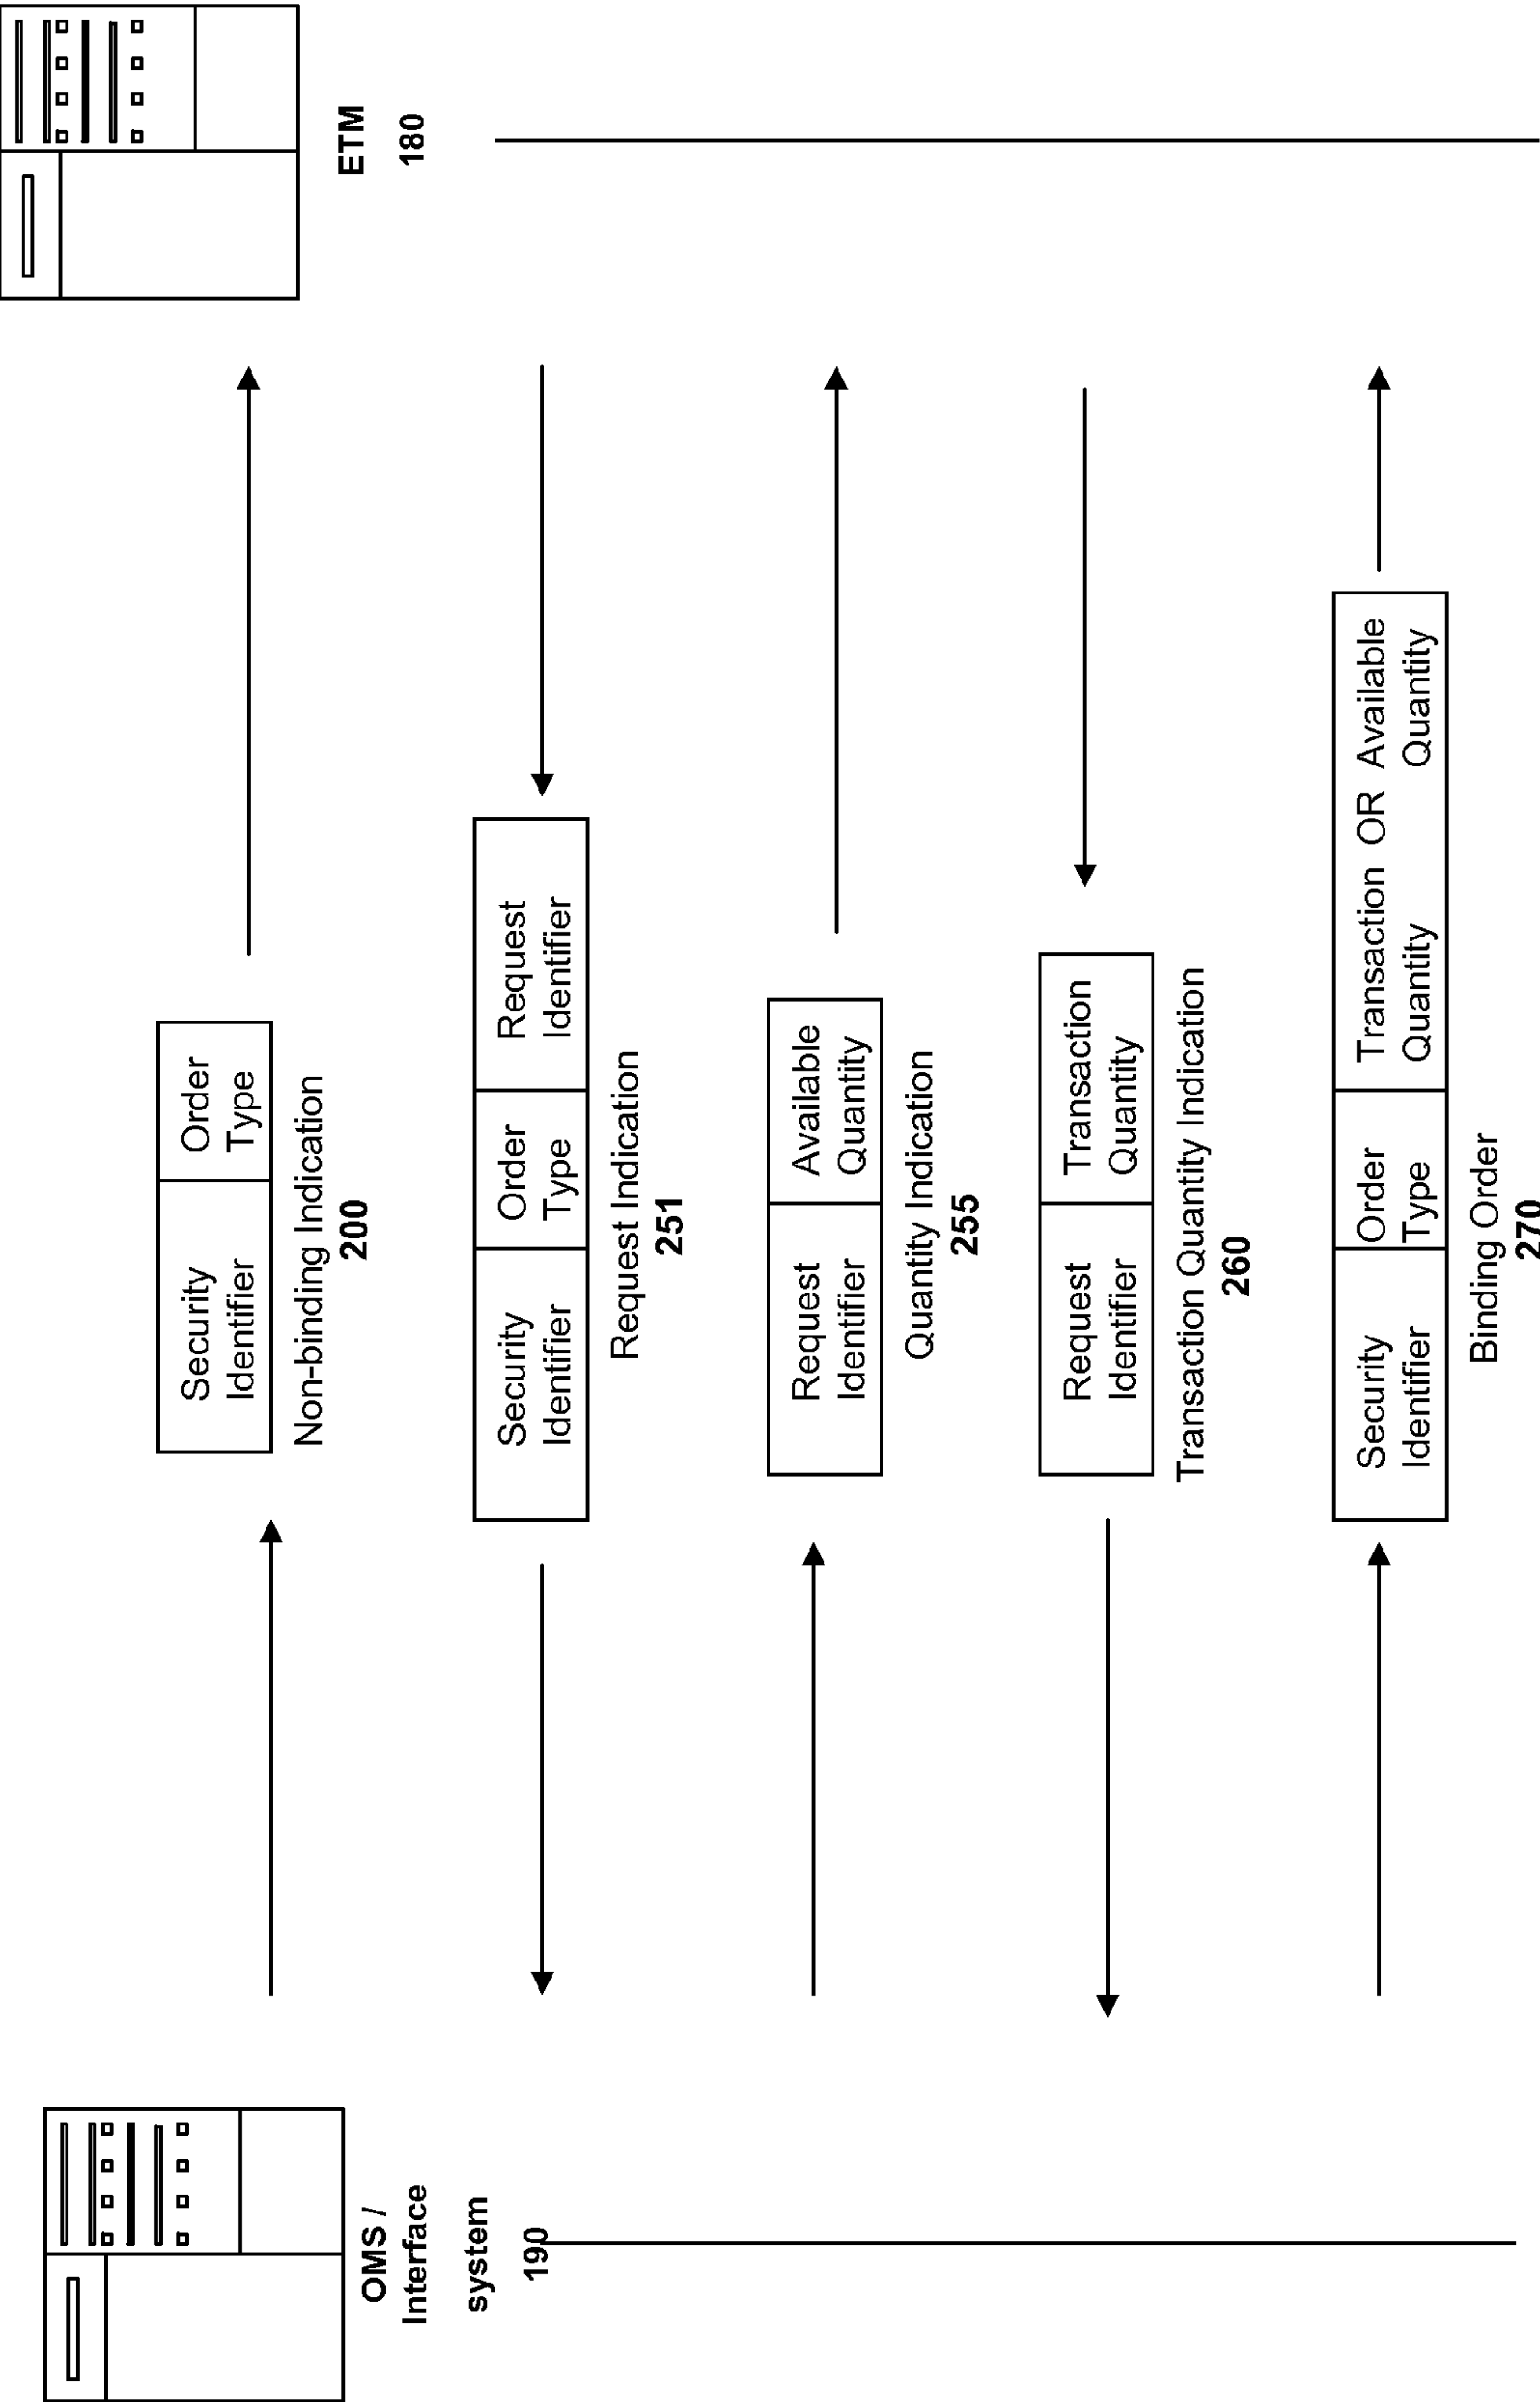 OMS /
Interface
system
190
ETM
180
Security
Identifier
Order
Type
Non-binding Indication
200
Security
Identifier
Order
Type
Request
Identifier
Request Indication
251
Request
Identifier
Available
Quantity
Quantity Indication
255
Request
Identifier
Transaction
Quantity
Transaction Quantity Indication
260
Security
Identifier
Order
Type
Transaction OR Available
Quantity Quantity
Binding Order
270